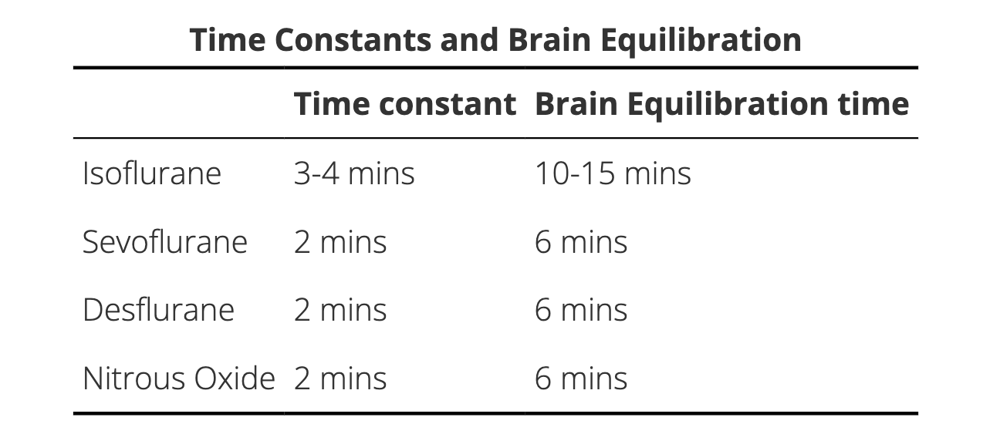 Time Constants and Brain Equilibration
Time constant Brain Equilibration time
Isoflurane 3-4 mins 10-15 mins
Sevoflurane 2 mins 6 mins
Desflurane 2 mins 6 mins
Nitrous Oxide 2 mins 6 mins